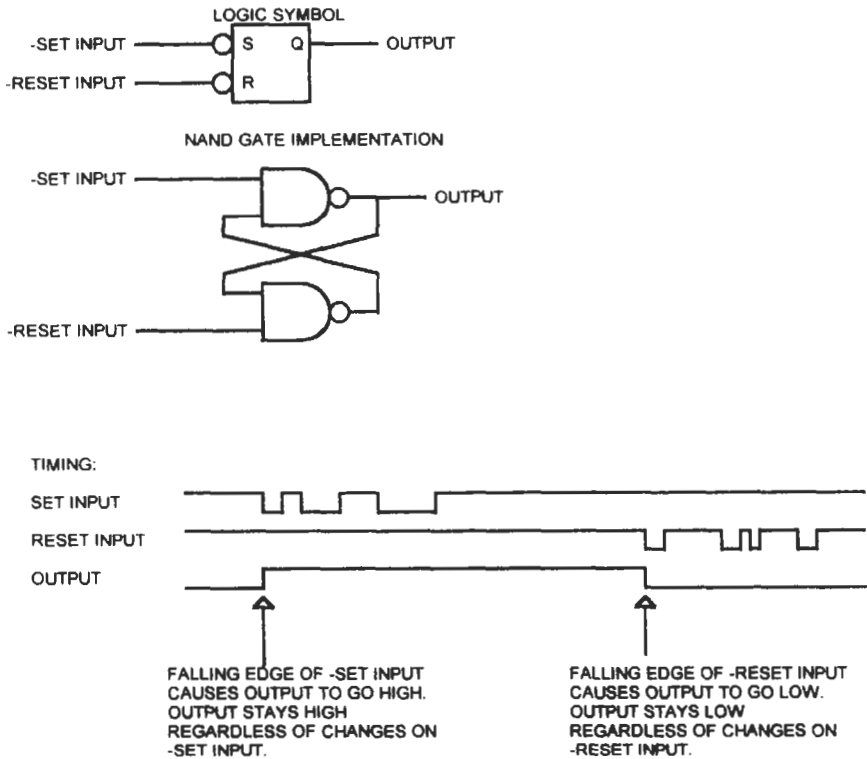 LOGIC SYMBOL
-SET INPUT
S
Q
OUTPUT
-RESET INPUT
R
NAND GATE IMPLEMENTATION
-SET INPUT
OUTPUT
-RESET INPUT
TIMING:
SET INPUT
RESET INPUT
OUTPUT
FALLING EDGE OF -SET INPUT
CAUSES OUTPUT TO GO HIGH.
OUTPUT STAYS HIGH
REGARDLESS OF CHANGES ON
-SET INPUT.
FALLING EDGE OF -RESET INPUT
CAUSES OUTPUT TO GO LOW.
OUTPUT STAYS LOW
REGARDLESS OF CHANGES ON
-RESET INPUT.